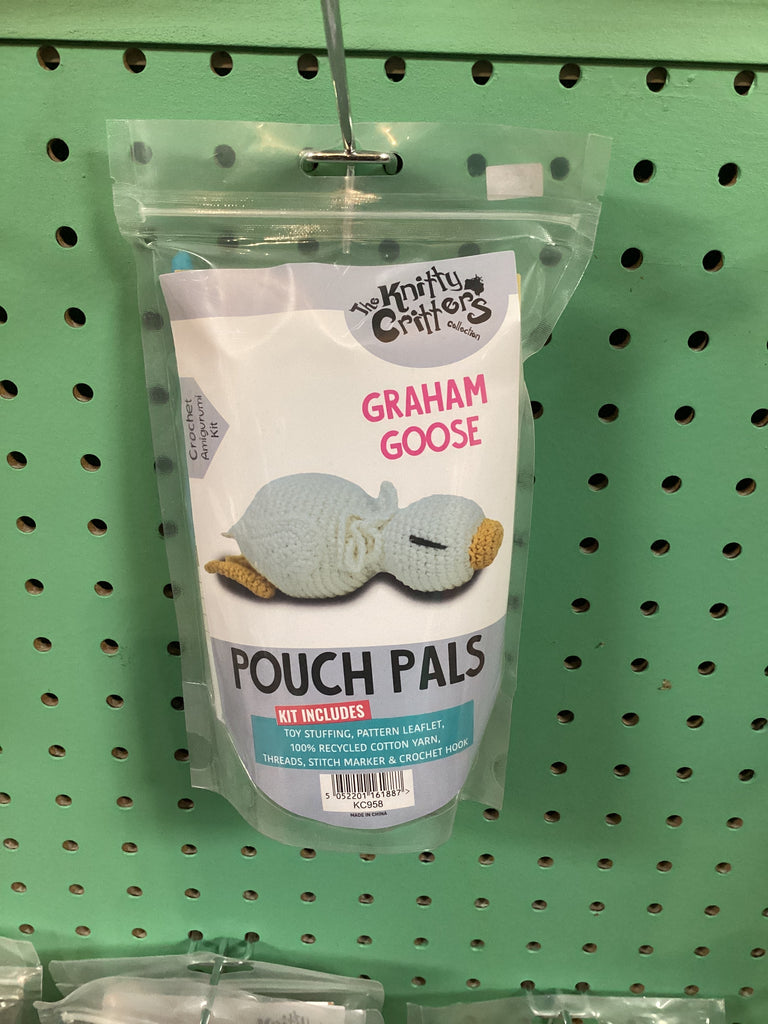 The Knitty
Critters
collection
GRAHAM
GOOSE
Crochet
Amigurumi
Kit
POUCH PALS
KIT INCLUDES
TOY STUFFING, PATTERN LEAFLET,
100% RECYCLED COTTON YARN,
THREADS, STITCH MARKER & CROCHET HOOK
5 052201 161887 >
KC958
MADE IN CHINA